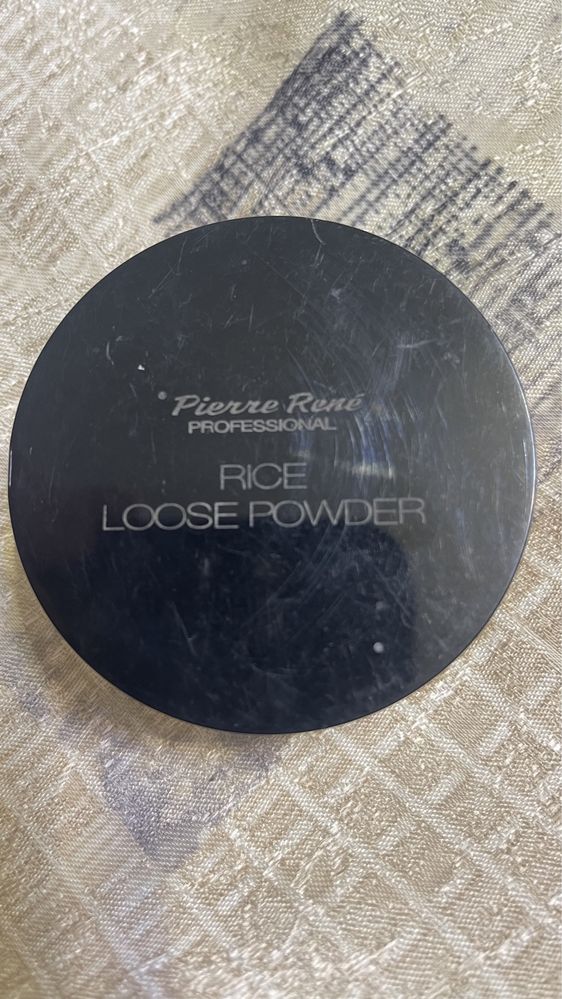 Pierre René
PROFESSIONAL
RICE
LOOSE POWDER